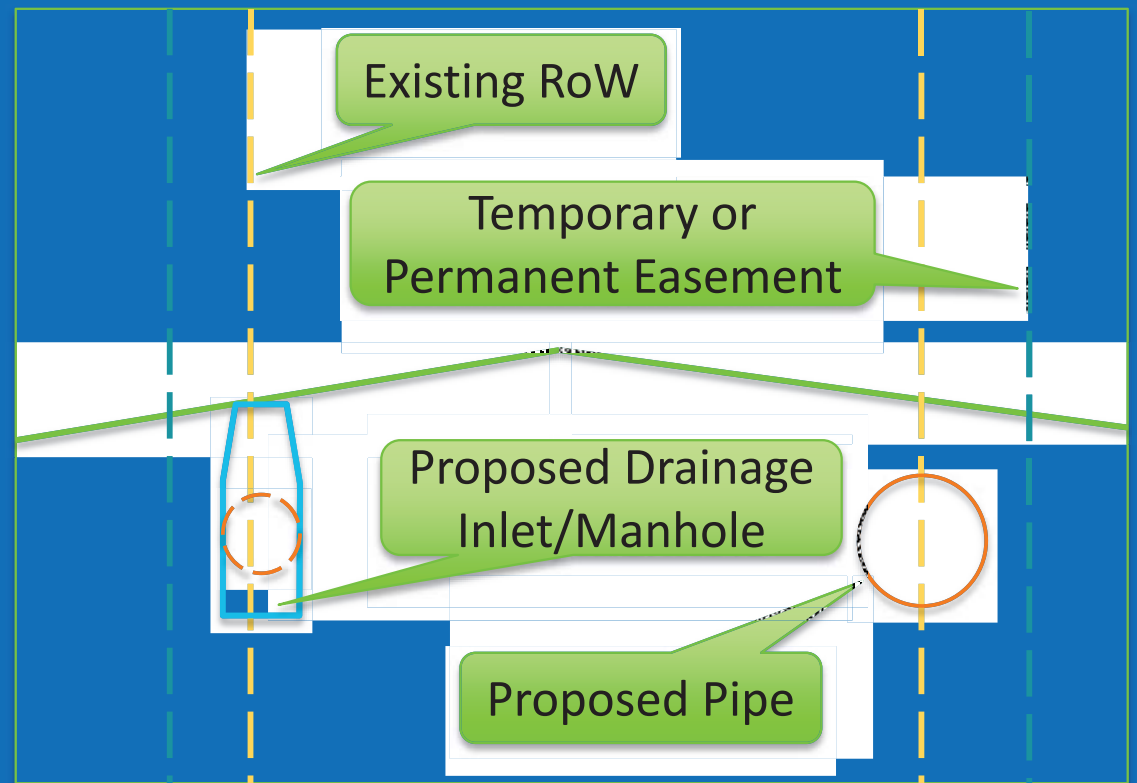 Existing RoW
Temporary or
Permanent Easement
Proposed Drainage
Inlet/Manhole
Proposed Pipe